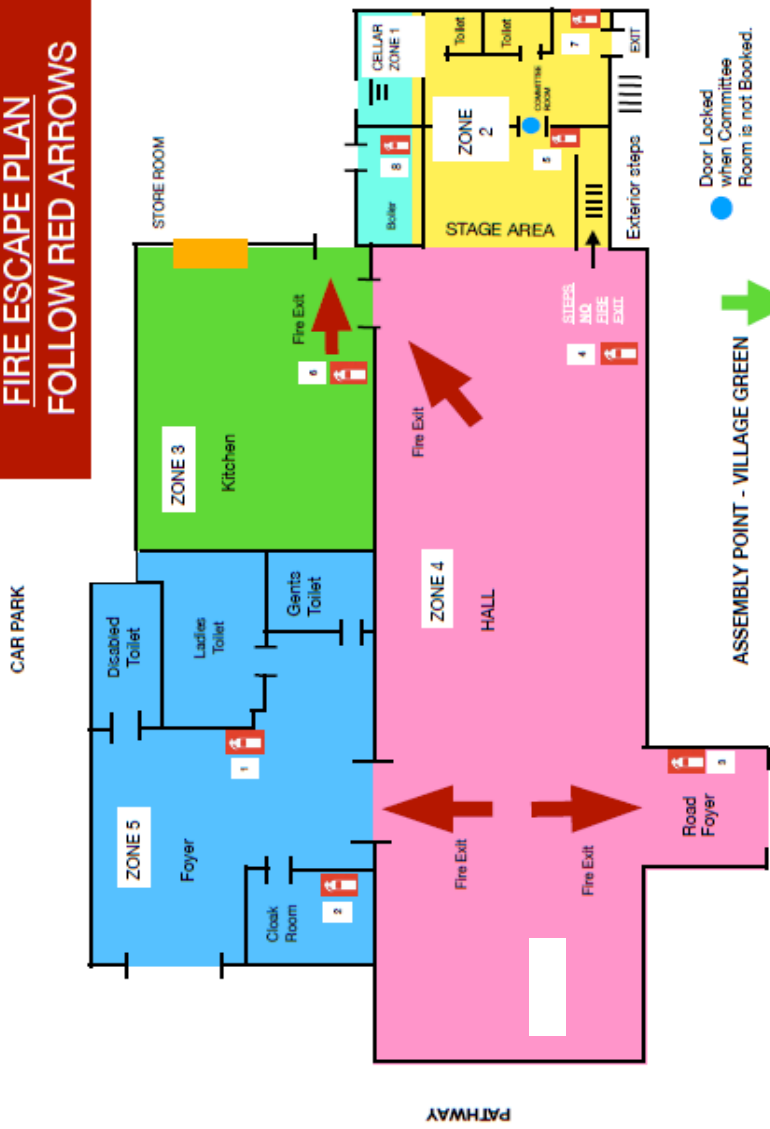 FIRE ESCAPE PLAN
FOLLOW RED ARROWS
CAR PARK
STORE ROOM
CELLAR
ZONE 1
Toilet
Toilet
7
EXIT
COMMITTEE
ROOM
ZONE
2
8
5
Boiler
STAGE AREA
Exterior steps
Door Locked
when Committee
Room is not Booked.
Fire Exit
6
ZONE 3
Kitchen
STEPS
NO
FIRE
EXIT
4
Fire Exit
ZONE 4
HALL
ASSEMBLY POINT - VILLAGE GREEN
Disabled
Toilet
Ladies
Toilet
Gents
Toilet
1
ZONE 5
Foyer
Cloak
Room
2
Fire Exit
Fire Exit
Road
Foyer
3
PATHWAY